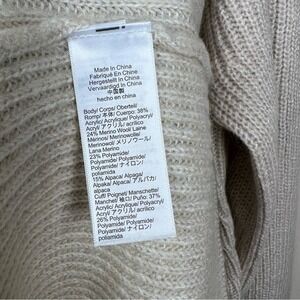 Made In China
Fabriqué En Chine
Hergestellt In China
Vervaardigd In China
中国製
hecho en china
Body/ Corps/ Oberteil/
Romp/ 本体/ Cuerpo: 38%
Acrylic/ Acrylique/ Polyacryl/
Acryl/ アクリル/ acrílico
24% Merino Wool/ Laine
Mérinos/ Merinowolle/
Merinowol/ メリノウール/
Lana Merino
23% Polyamide/
Polyamide/ Polyamide/
Polyamide/ ナイロン/
poliamida
15% Alpaca/ Alpaga/
Alpaka/ Alpaca/ アルパカ/
alpaca
Cuff/ Poignet/ Manschette/
Manchet/ 袖口/ Puño: 37%
Acrylic/ Acrylique/ Polyacryl/
Acryl/ アクリル/ acrílico
26% Polyamide/
Polyamide/ Polyamide/
Polyamide/ ナイロン/
poliamida